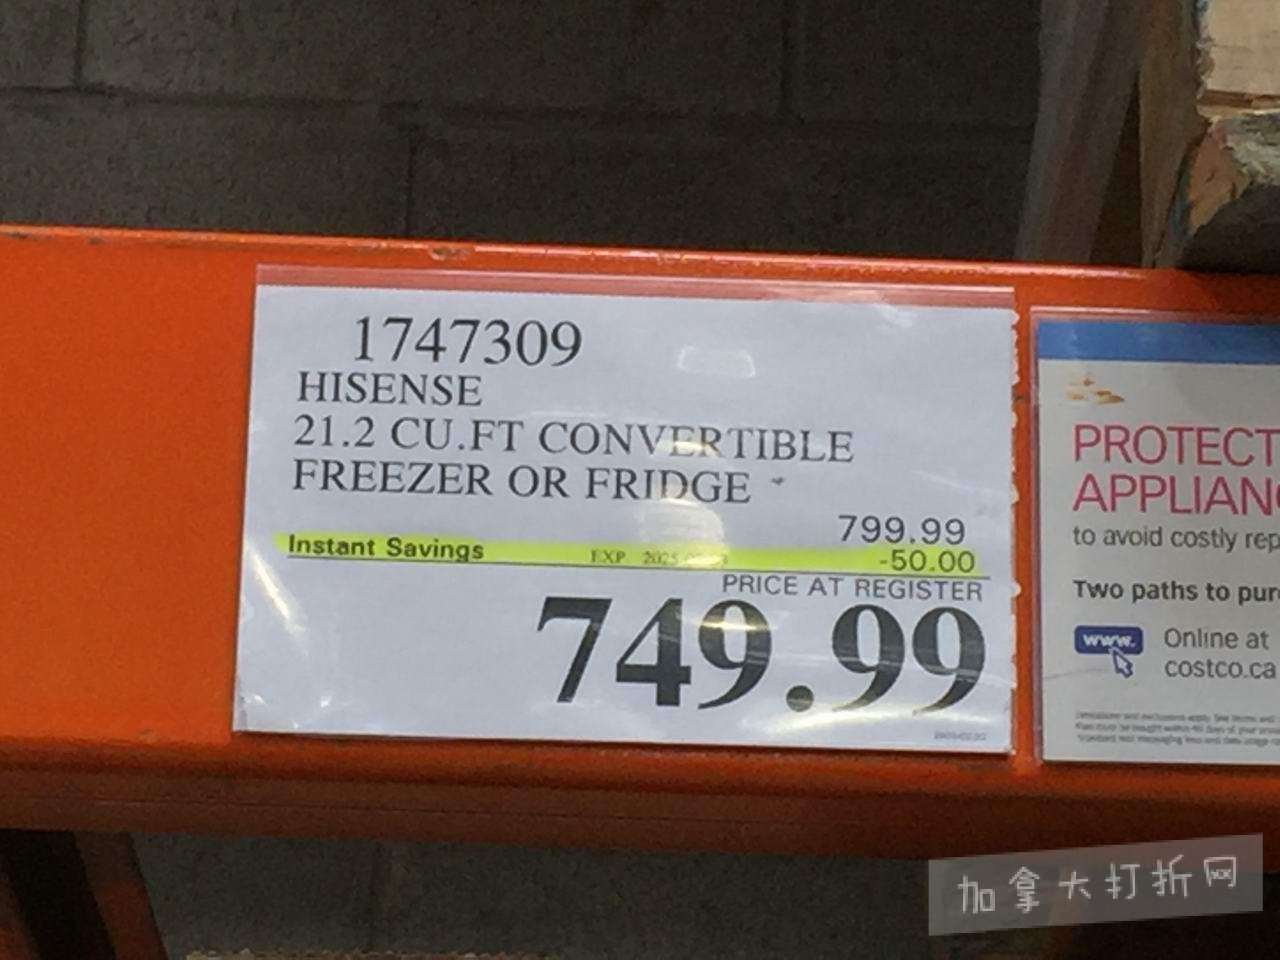 1747309
HISENSE
21.2 CU.FT CONVERTIBLE
FREEZER OR FRIDGE
799.99
Instant Savings EXP -50.00
PRICE AT REGISTER
749.99
PROTECT
APPLIANC
to avoid costly rep
Two paths to pur
www. Online at
costco.ca
加拿大打折网